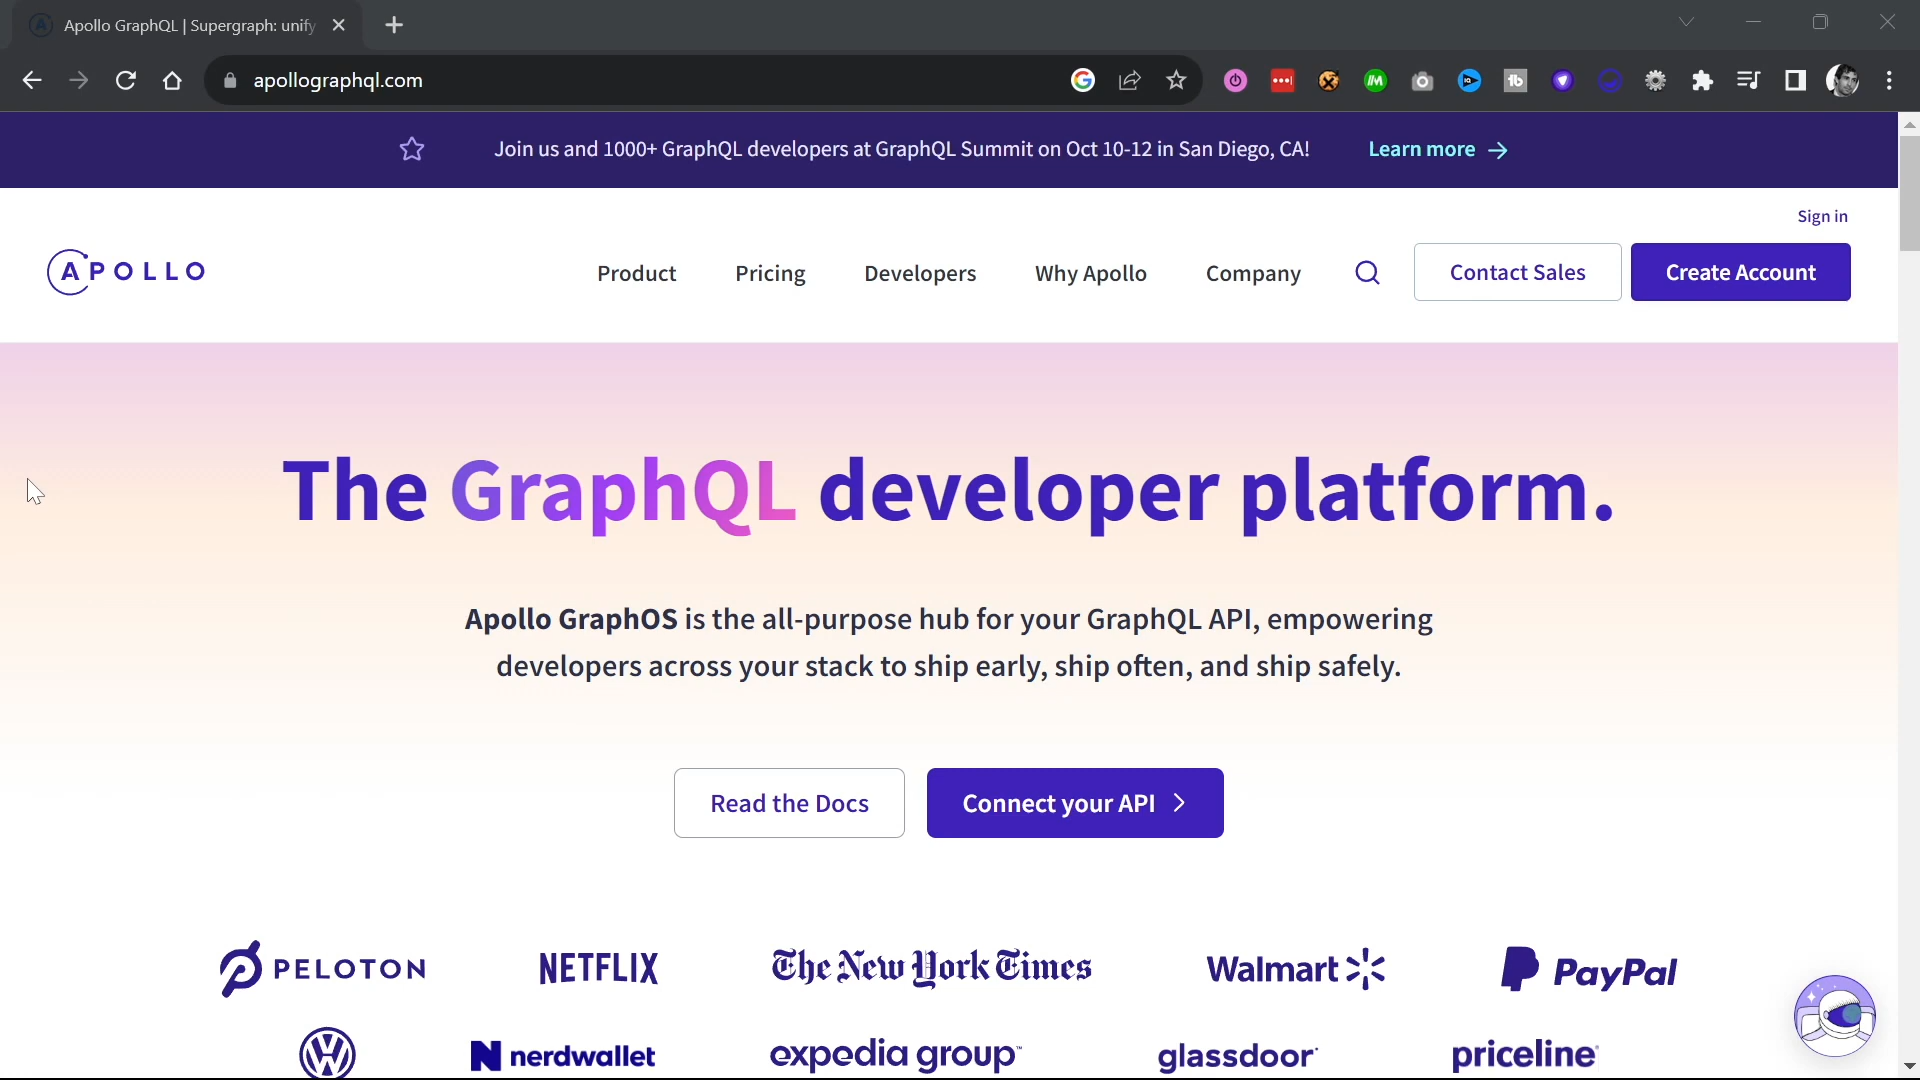 Apollo GraphQL | Supergraph: unify
apollographql.com
Join us and 1000+ GraphQL developers at GraphQL Summit on Oct 10-12 in San Diego, CA! Learn more →
Sign in
APOLLO
Product Pricing Developers Why Apollo Company Contact Sales Create Account
The GraphQL developer platform.
Apollo GraphOS is the all-purpose hub for your GraphQL API, empowering
developers across your stack to ship early, ship often, and ship safely.
Read the Docs Connect your API >
PELOTON NETFLIX The New York Times Walmart PayPal
nerdwallet expedia group™ glassdoor priceline